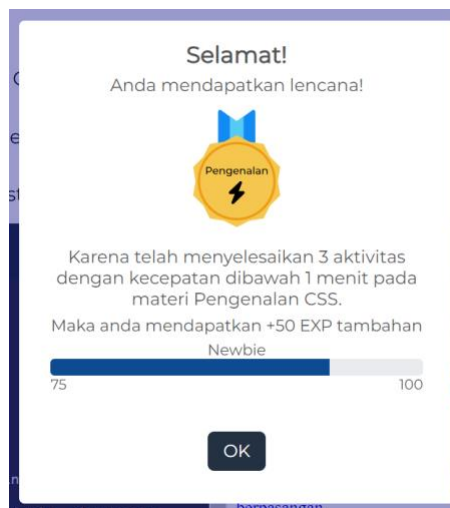 Selamat!
Anda mendapatkan lencana!
Pengenalan
Karena telah menyelesaikan 3 aktivitas
dengan kecepatan dibawah 1 menit pada
materi Pengenalan CSS.
Maka anda mendapatkan +50 EXP tambahan
Newbie
75 100
OK
berpasangan